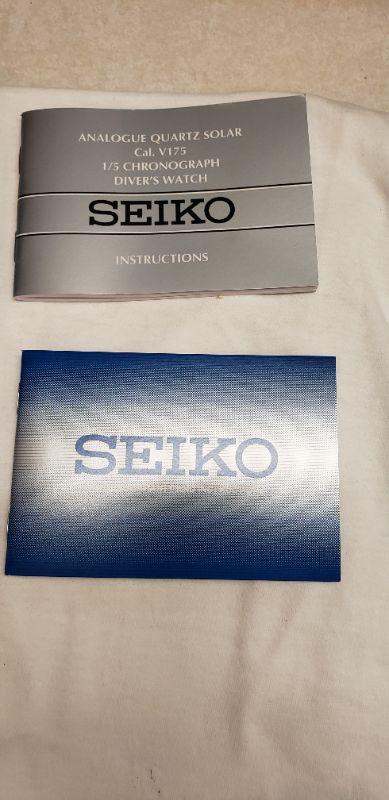 ANALOGUE QUARTZ SOLAR
Cal. V175
1/5 CHRONOGRAPH
DIVER'S WATCH
SEIKO
INSTRUCTIONS
SEIKO